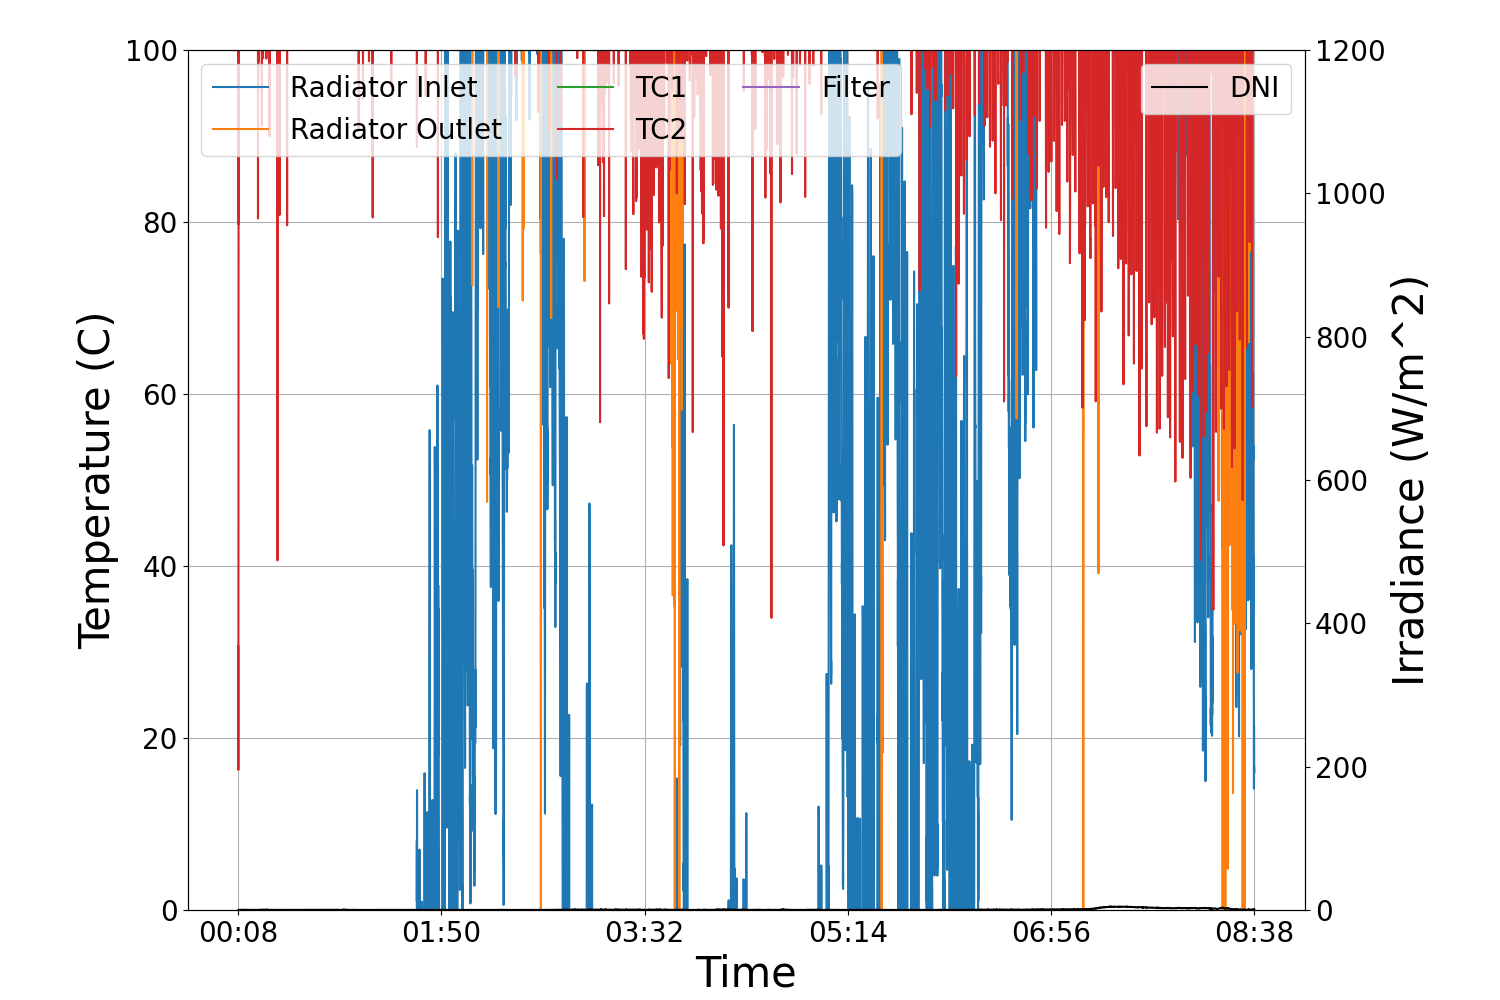 100
80
60
40
20
0
Temperature (C)
Radiator Inlet
Radiator Outlet
TC1
TC2
Filter
DNI
1200
1000
800
600
400
200
0
Irradiance (W/m^2)
00:08 01:50 03:32 05:14 06:56 08:38
Time